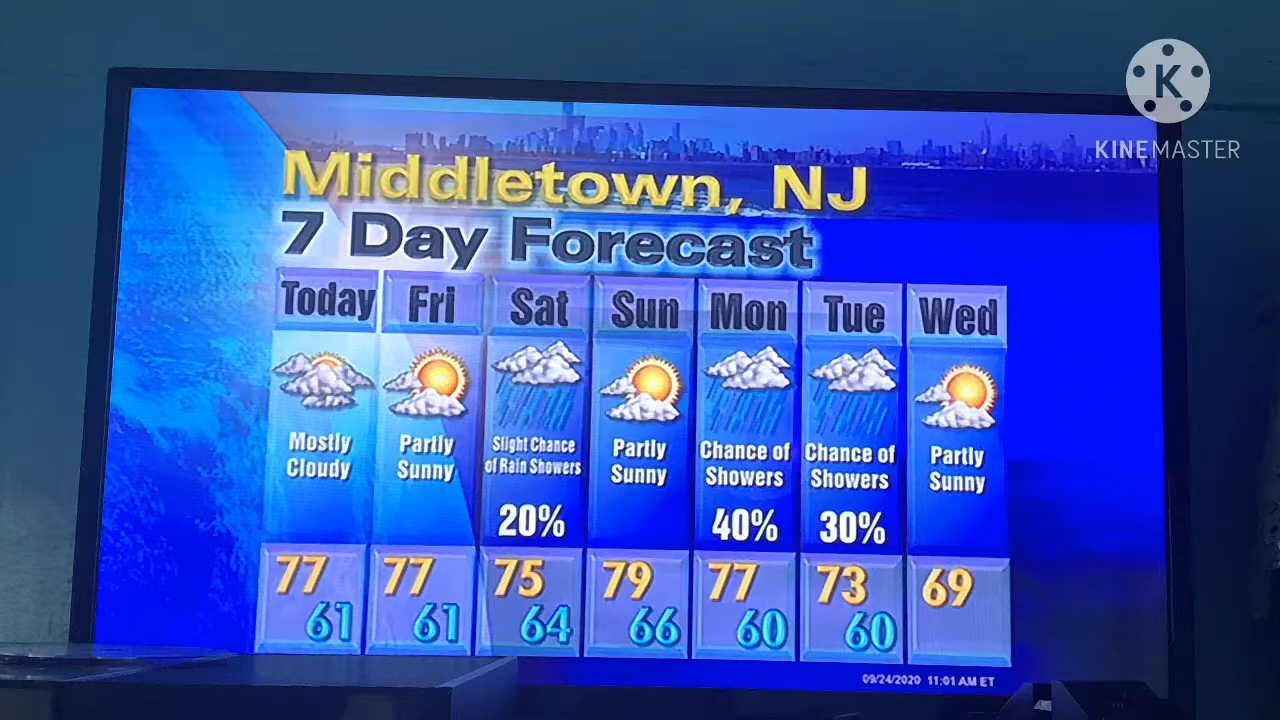 K
KINEMASTER
Middletown, NJ
7 Day Forecast
Today Fri Sat Sun Mon Tue Wed
Mostly Cloudy
Partly Sunny
Slight Chance of Rain Showers
Partly Sunny
Chance of Showers
Chance of Showers
Partly Sunny
20% 40% 30%
77 77 75 79 77 73 69
61 61 64 66 60 60
09/24/2020 11:01 AM ET